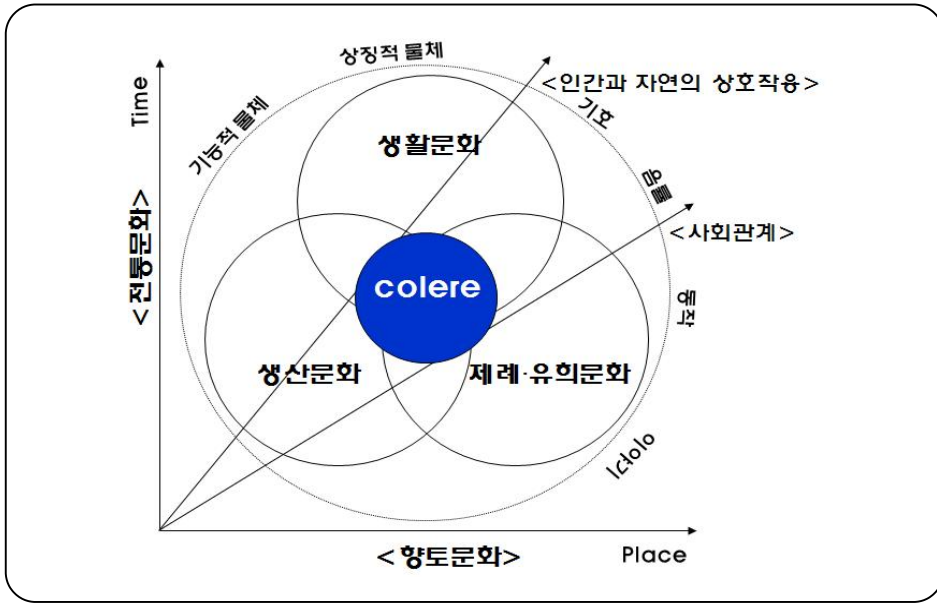 상징적 물체
<인간과 자연의 상호작용>
Time
기능적 물체
기호
생활문화
음률
<사회관계>
<전통문화>
colere
동작
생산문화
제례·유희문화
이야기
<향토문화>
Place